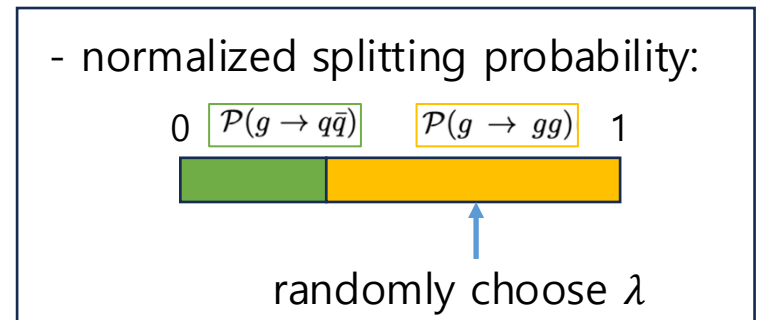 - normalized splitting probability:
0 𝒫(g → qq̄) 𝒫(g → gg) 1
randomly choose λ